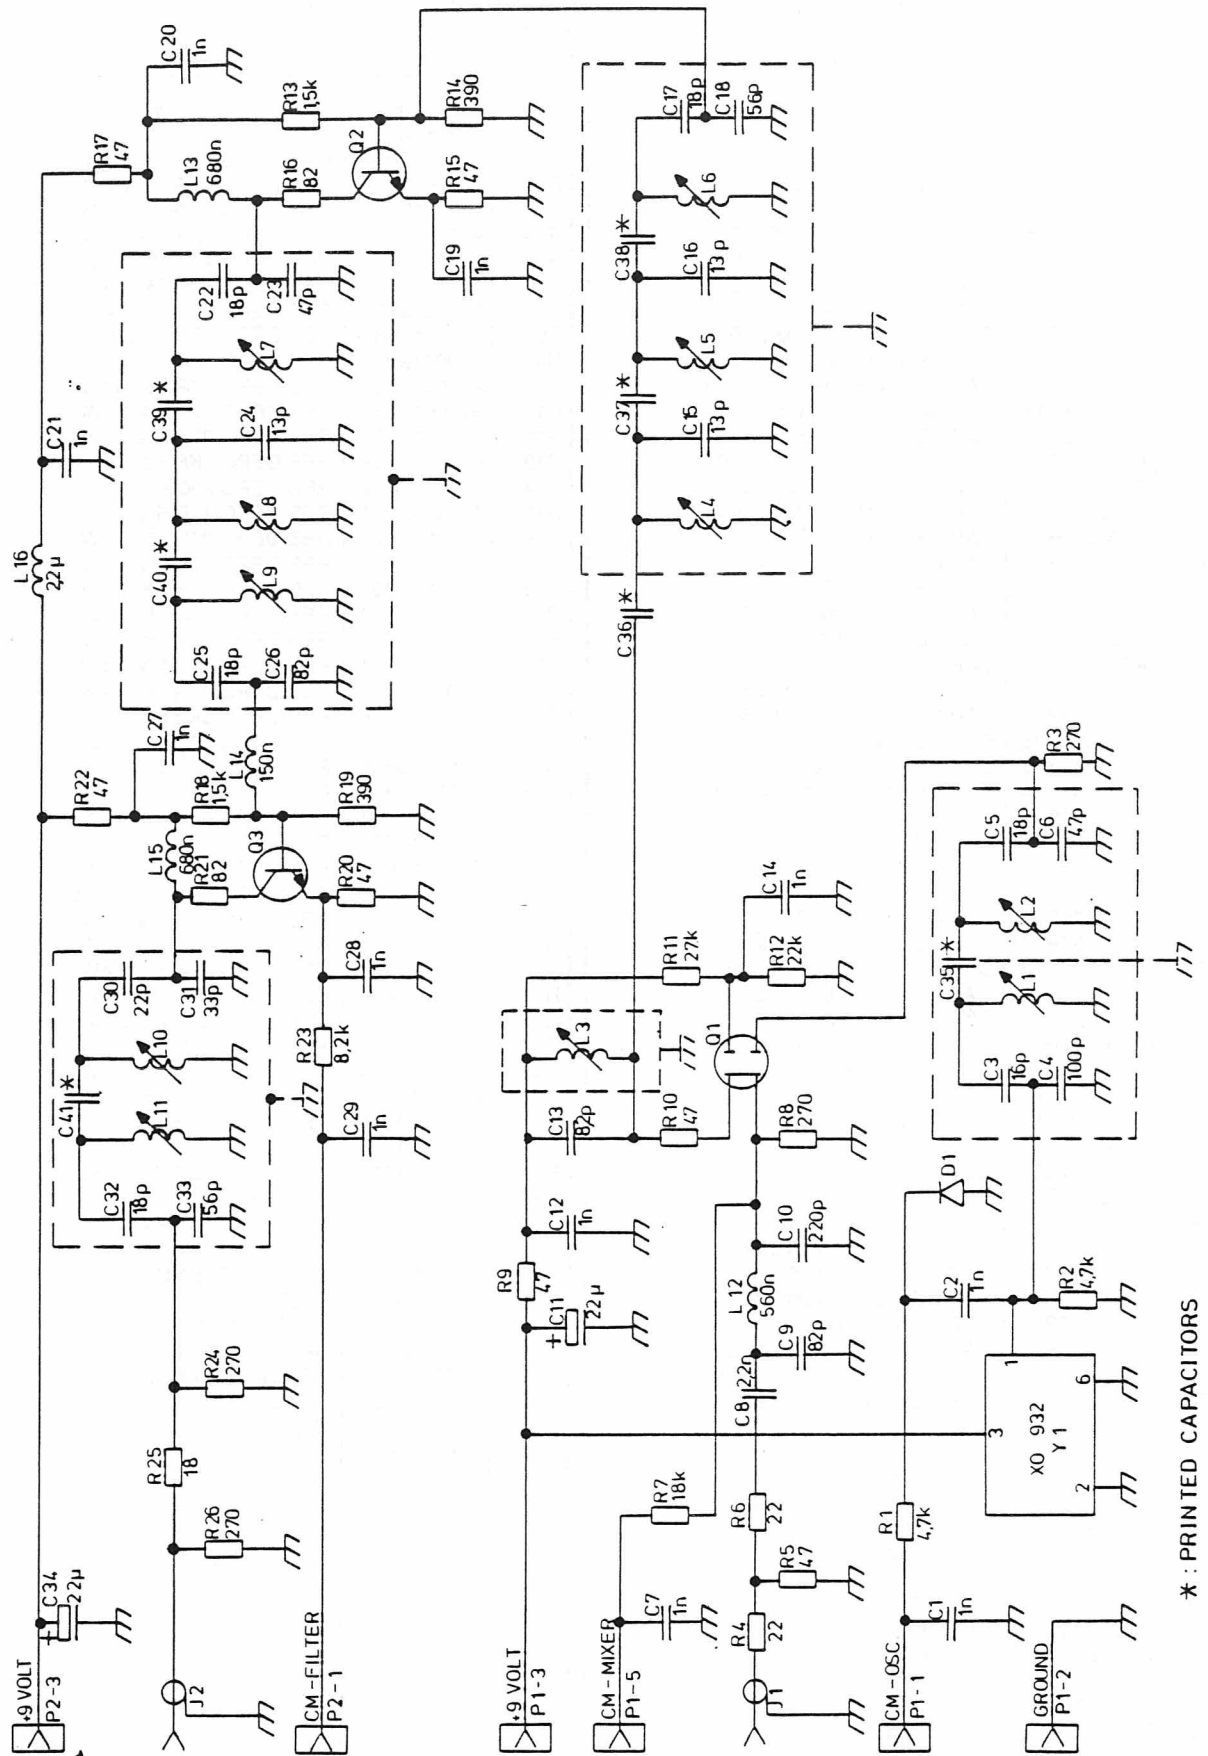 +9 VOLT
P2-3
C34
22µ
J2
CM-FILTER
P2-1
R26
270
R25
18
R24
270
C32
18p
C33
56p
C41
*
L11
L10
C30
22p
C31
33p
R23
8,2k
C29
1n
C28
1n
L15
680n
R21
82
Q3
R20
47
R22
47
R18
1,5k
R19
390
C27
1n
L14
150n
L16
2,2µ
C21
1n
C25
18p
C26
82p
C40
*
L9
L8
C39
*
C24
13p
L7
C22
18p
C23
47p
R17
47
L13
680n
C20
1n
R13
1,5k
R16
82
Q2
R14
390
R15
47
C19
1n
+9 VOLT
P1-3
CM-MIXER
P1-5
J1
CM-OSC
P1-1
GROUND
P1-2
C7
1n
R4
22
R5
47
R6
22
R7
18k
C8
2,2n
C9
82p
L12
560n
C10
220p
R8
270
C11
22µ
R9
47
C12
1n
C13
82p
R10
47
L3
Q1
R11
27k
R12
22k
C14
1n
C36
*
L4
C15
13p
C37
*
L5
C16
13p
C38
*
L6
C17
18p
C18
56p
C1
1n
R1
4,7k
XO 932
Y1
1
2
3
6
C2
1n
R2
4,7k
D1
C3
16p
C4
100p
L1
C35
*
L2
C5
18p
C6
47p
R3
270
* : PRINTED CAPACITORS